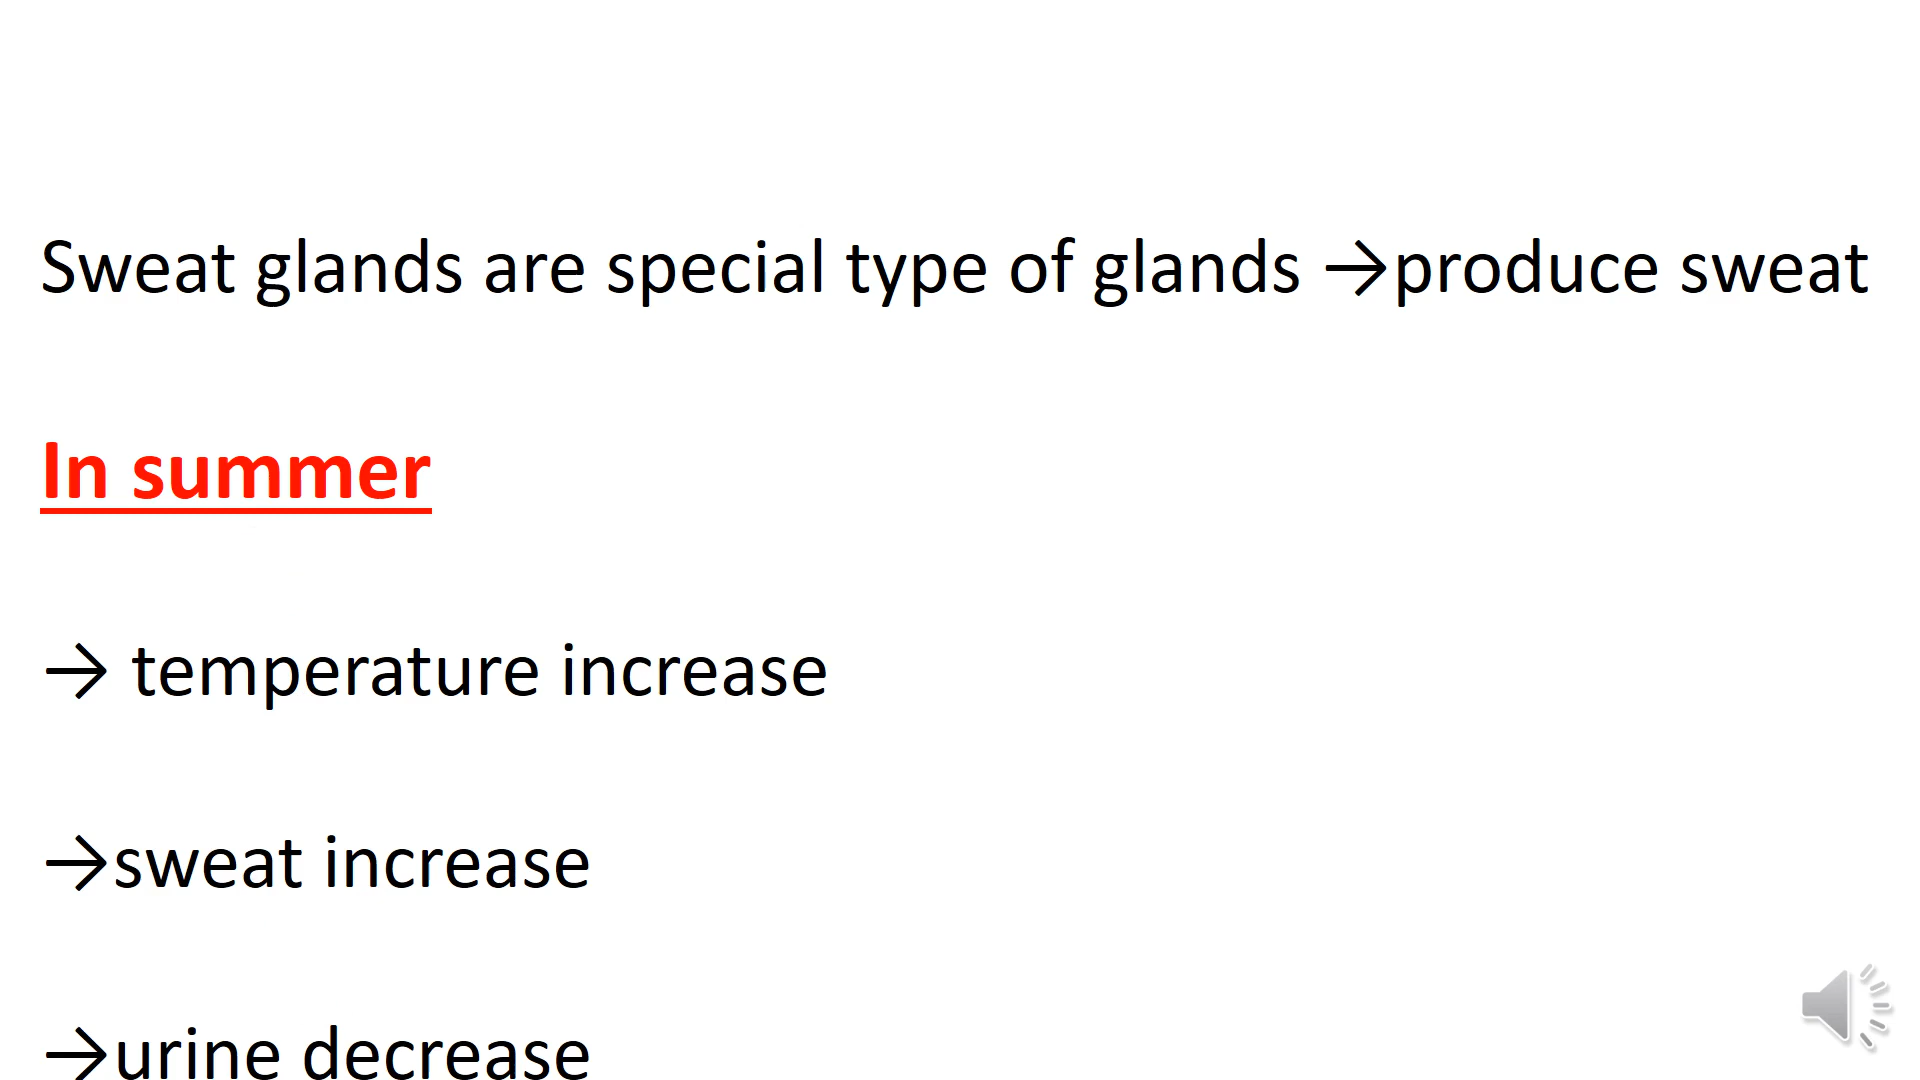 Sweat glands are special type of glands →produce sweat
In summer
→ temperature increase
→sweat increase
→urine decrease